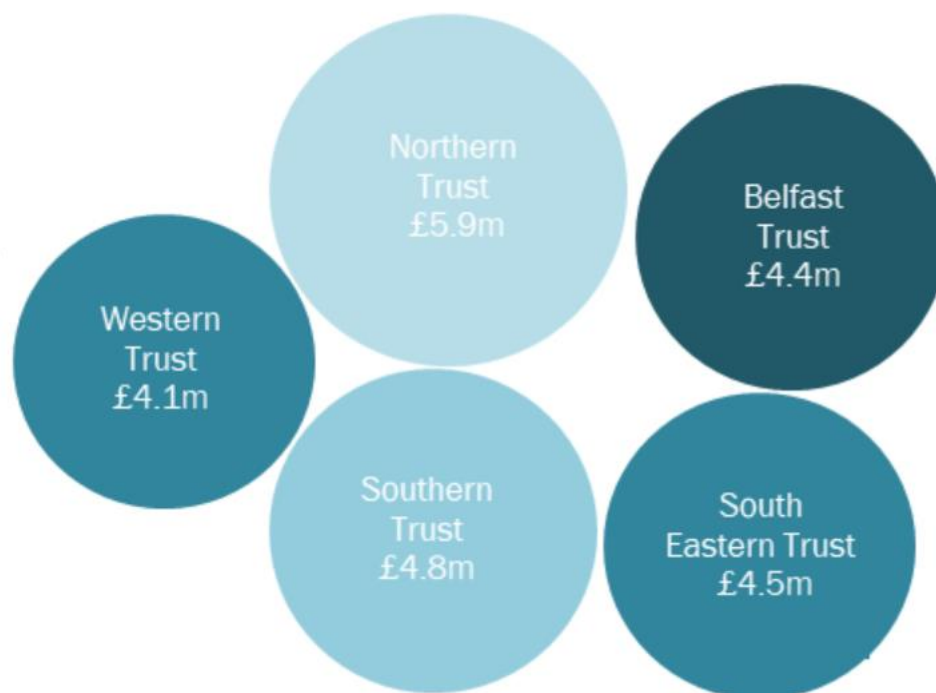 Northern
Trust
£5.9m
Belfast
Trust
£4.4m
Western
Trust
£4.1m
Southern
Trust
£4.8m
South
Eastern Trust
£4.5m